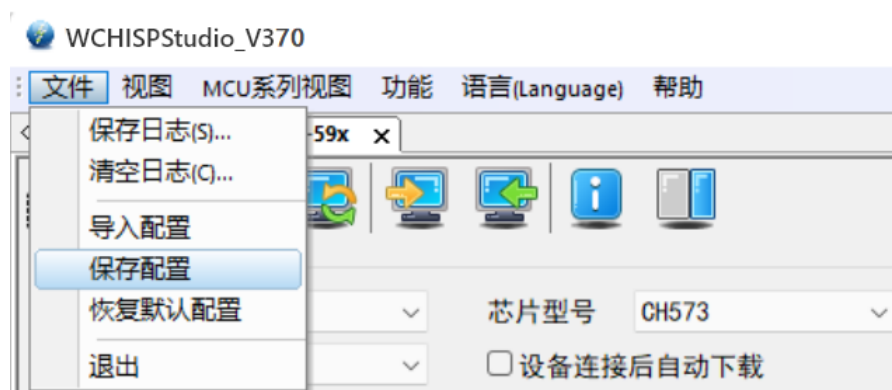 WCHISPStudio_V370
文件 视图 MCU系列视图 功能 语言(Language) 帮助
-59x
保存日志(S)...
清空日志(C)...
导入配置
保存配置
恢复默认配置
退出
芯片型号 CH573
设备连接后自动下载